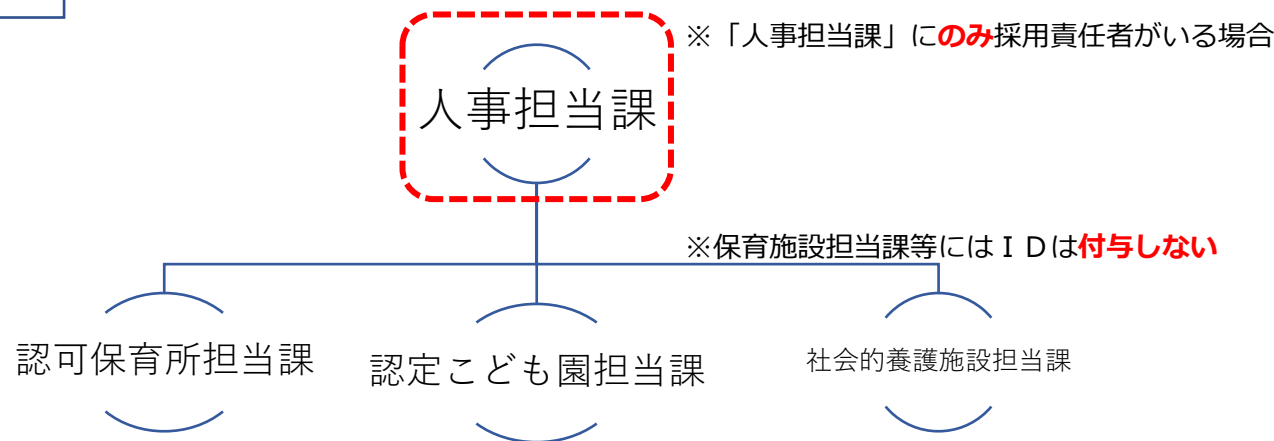 ※「人事担当課」にのみ採用責任者がいる場合
人事担当課
※保育施設担当課等にはＩＤは付与しない
認可保育所担当課
認定こども園担当課
社会的養護施設担当課